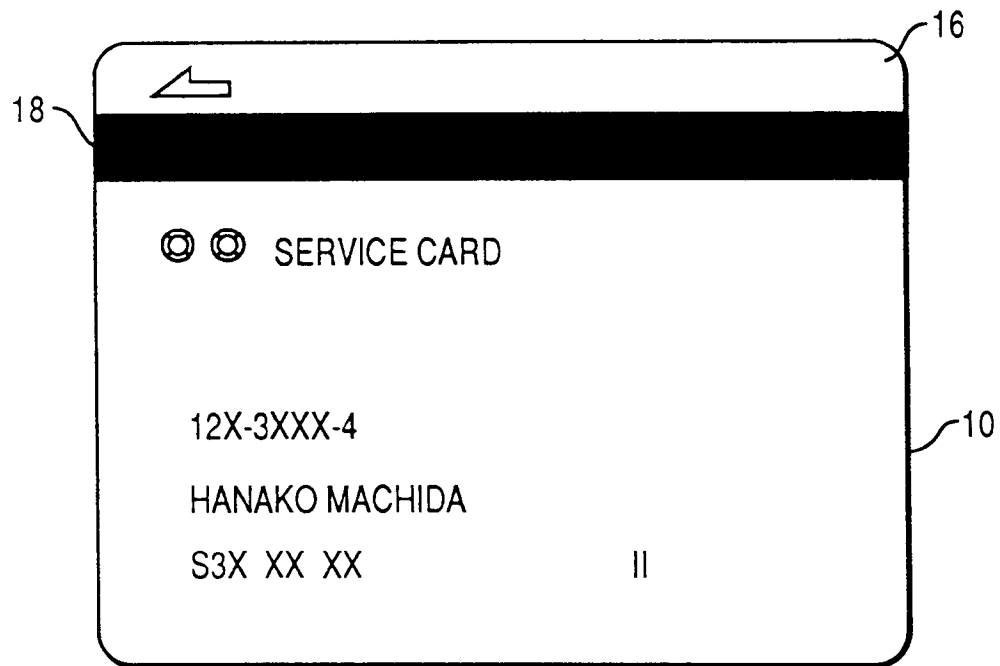 16
18
◎ ◎ SERVICE CARD
12X-3XXX-4
10
HANAKO MACHIDA
S3X XX XX II